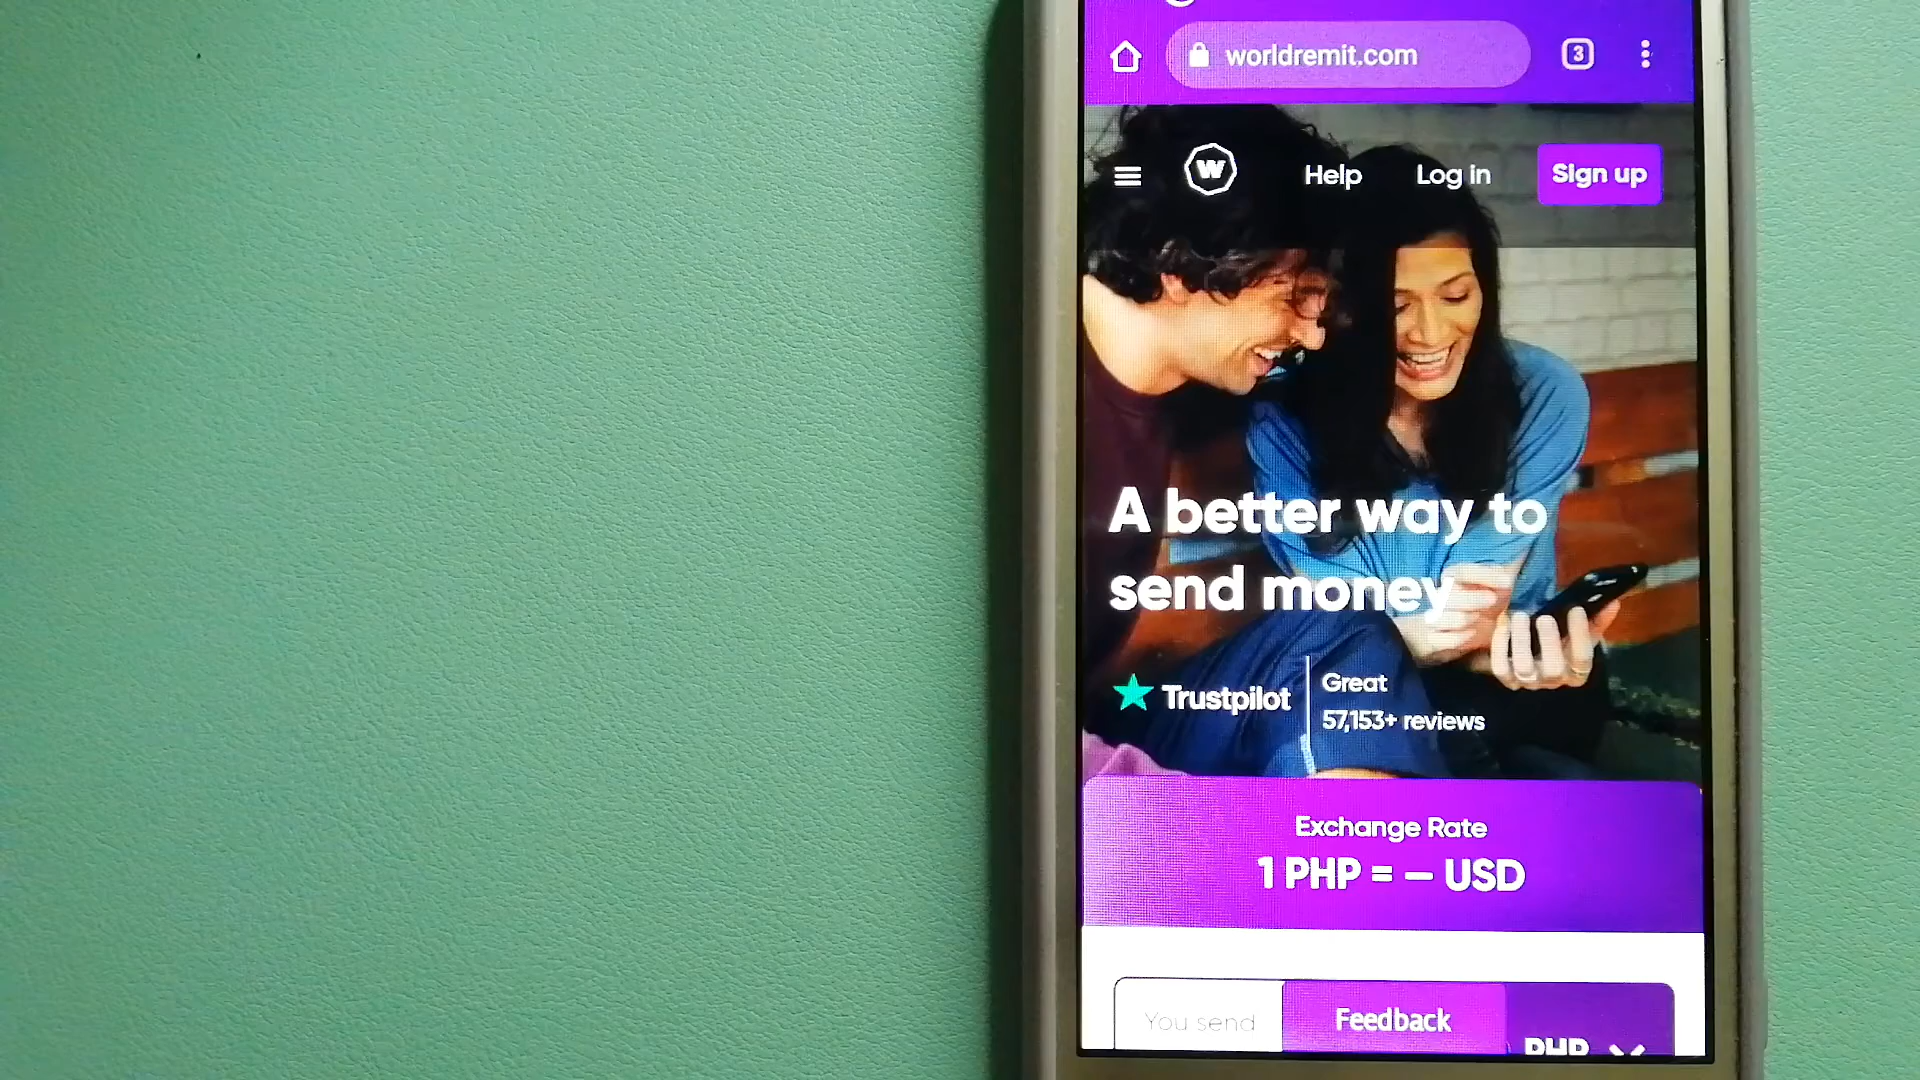 worldremit.com
3
W
Help
Log in
Sign up
A better way to
send money
Trustpilot
Great
57,153+ reviews
Exchange Rate
1 PHP = — USD
You send
Feedback
PHP